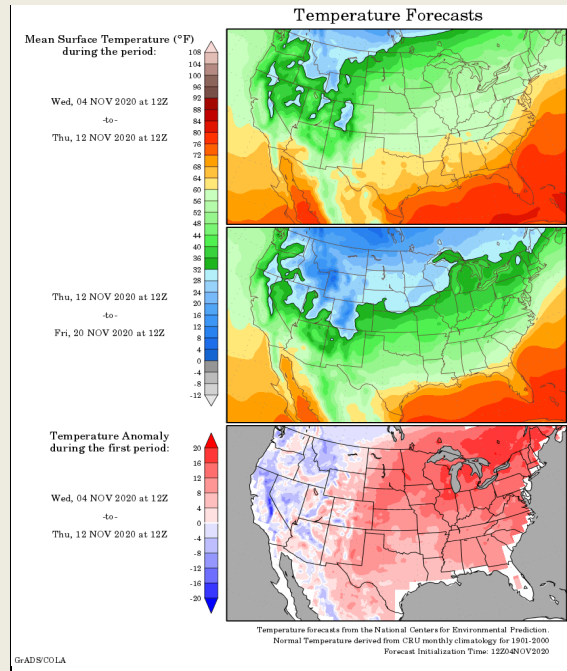 Temperature Forecasts
Mean Surface Temperature (°F)
during the period:
Wed, 04 NOV 2020 at 12Z
-to-
Thu, 12 NOV 2020 at 12Z
108
104
100
96
92
88
84
80
76
72
68
64
60
56
52
48
44
40
36
32
28
24
20
16
12
8
4
0
-4
-8
-12
Thu, 12 NOV 2020 at 12Z
-to-
Fri, 20 NOV 2020 at 12Z
Temperature Anomaly
during the first period:
Wed, 04 NOV 2020 at 12Z
-to-
Thu, 12 NOV 2020 at 12Z
20
16
12
8
4
0
-4
-8
-12
-16
-20
Temperature forecasts from the National Centers for Environmental Prediction.
Normal Temperature derived from CRU monthly climatology for 1901-2000
Forecast Initialization Time: 12Z04NOV2020
GrADS/COLA